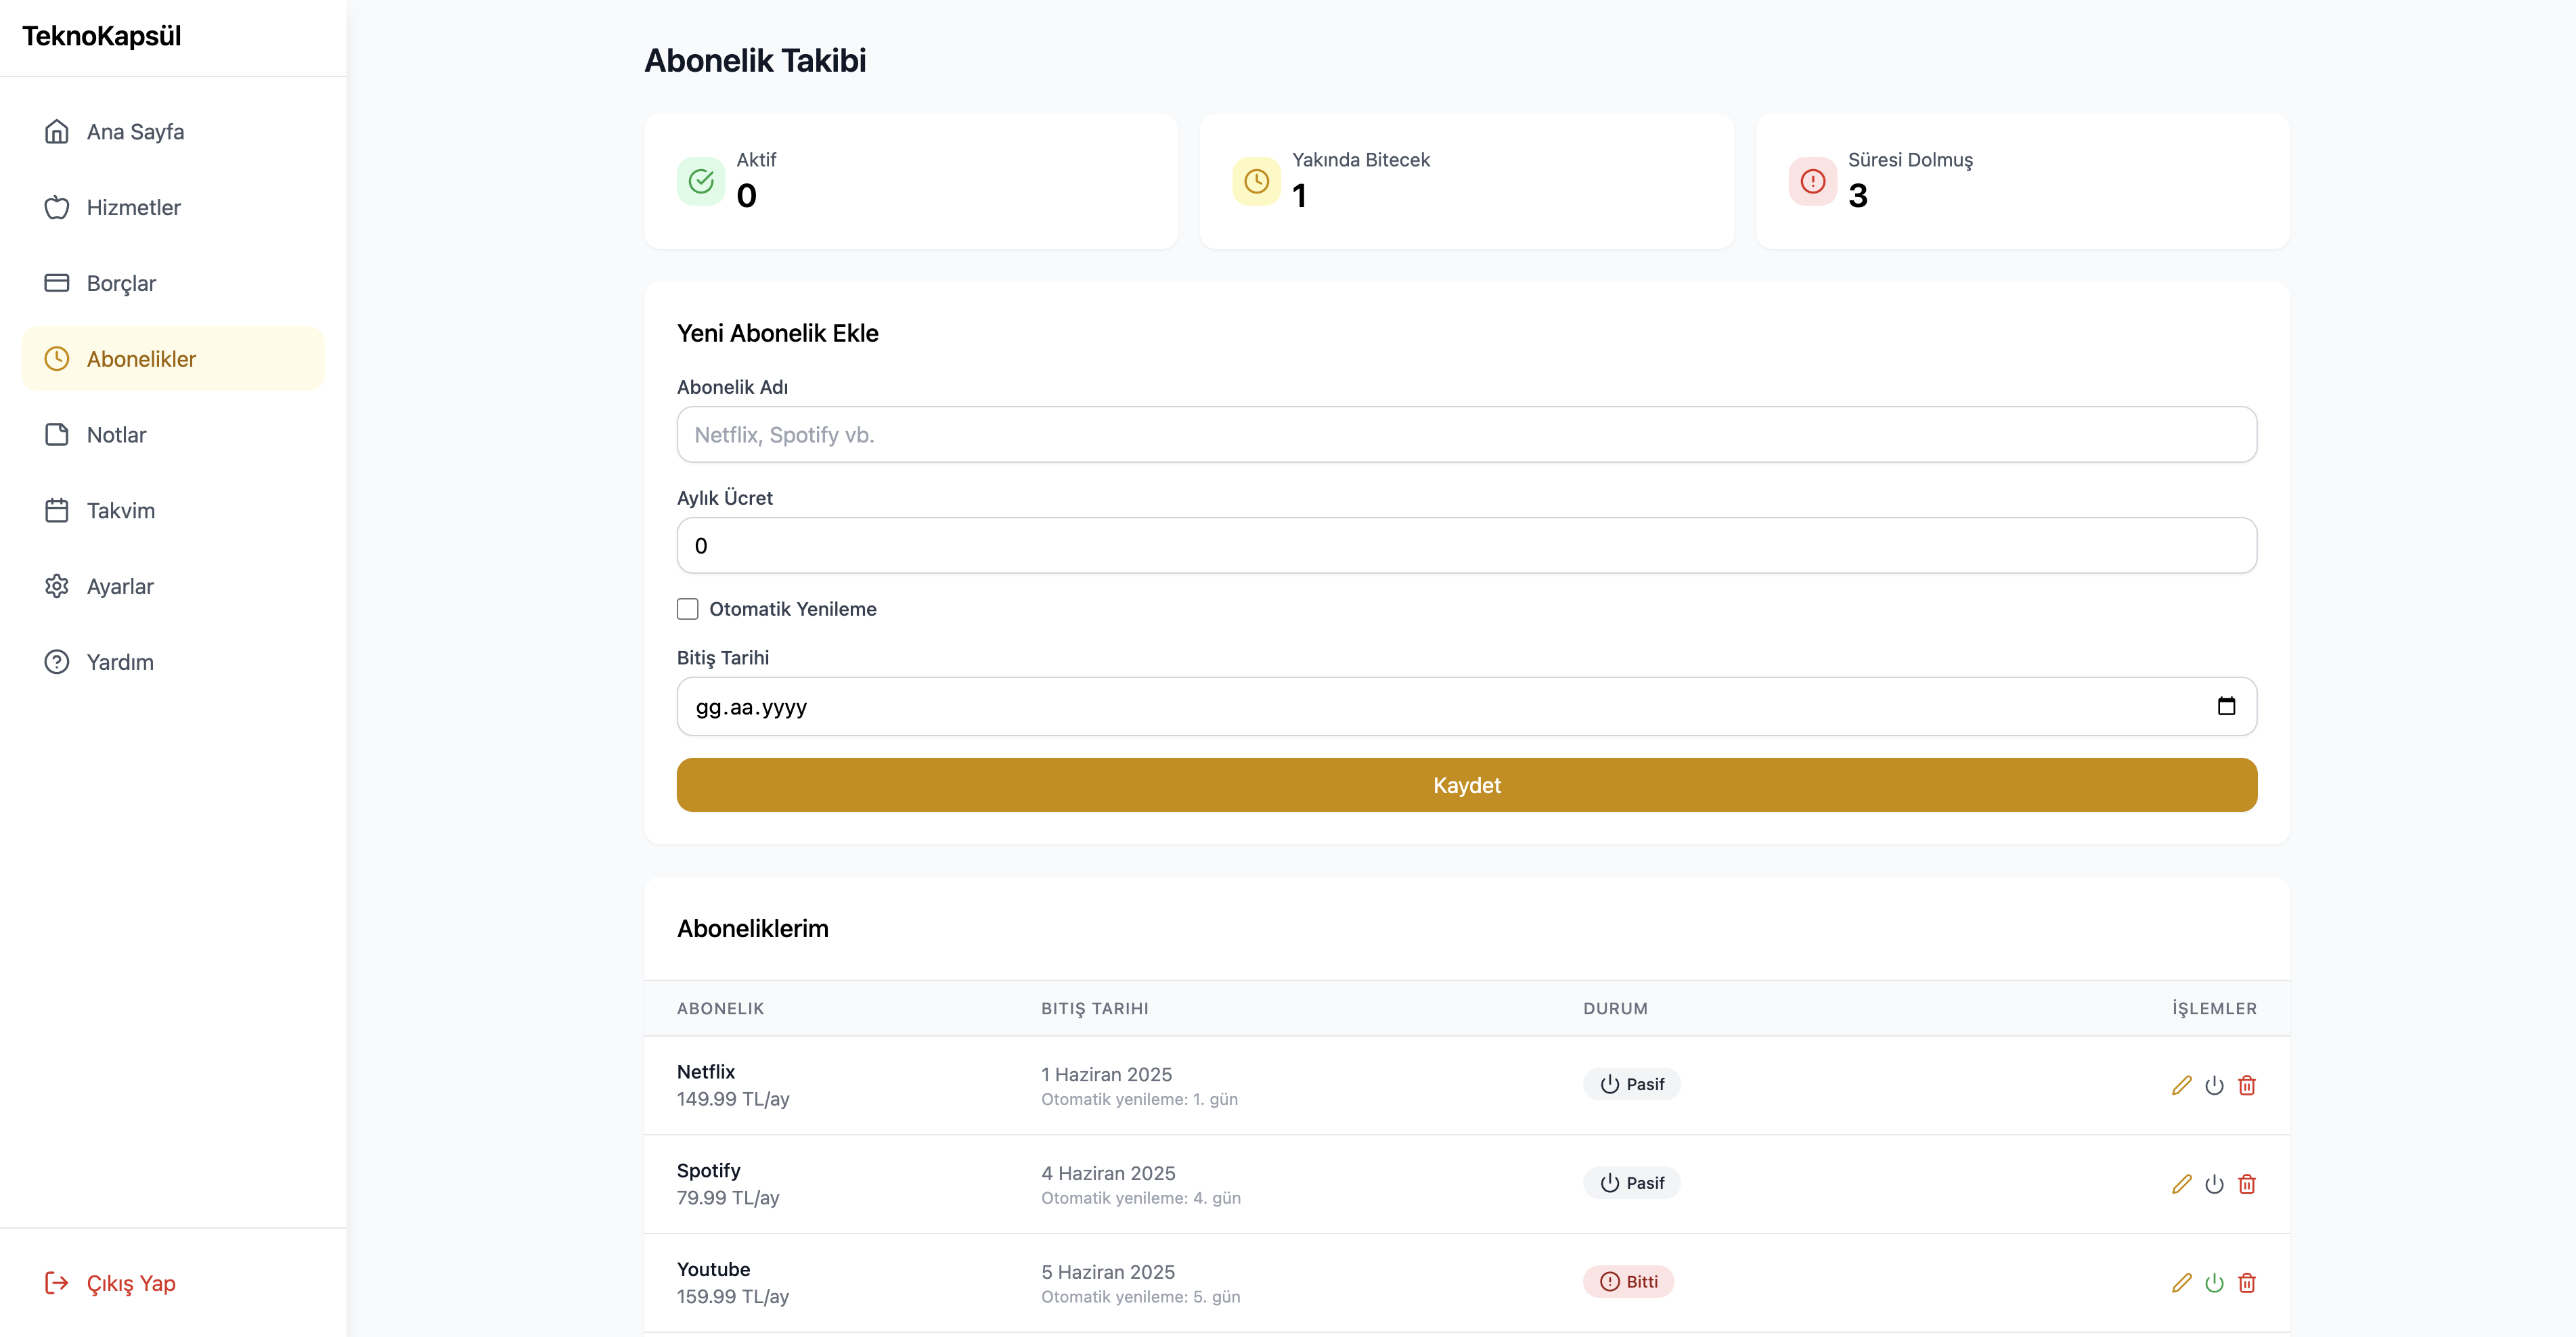 TeknoKapsül
Ana Sayfa
Hizmetler
Borçlar
Abonelikler
Notlar
Takvim
Ayarlar
Yardım
Çıkış Yap
Abonelik Takibi
Aktif
0
Yakında Bitecek
1
Süresi Dolmuş
3
Yeni Abonelik Ekle
Abonelik Adı
Netflix, Spotify vb.
Aylık Ücret
0
Otomatik Yenileme
Bitiş Tarihi
gg.aa.yyyy
Kaydet
Aboneliklerim
ABONELIK BITIŞ TARIHI DURUM İŞLEMLER
Netflix
149.99 TL/ay
1 Haziran 2025
Otomatik yenileme: 1. gün
Pasif
Spotify
79.99 TL/ay
4 Haziran 2025
Otomatik yenileme: 4. gün
Pasif
Youtube
159.99 TL/ay
5 Haziran 2025
Otomatik yenileme: 5. gün
Bitti